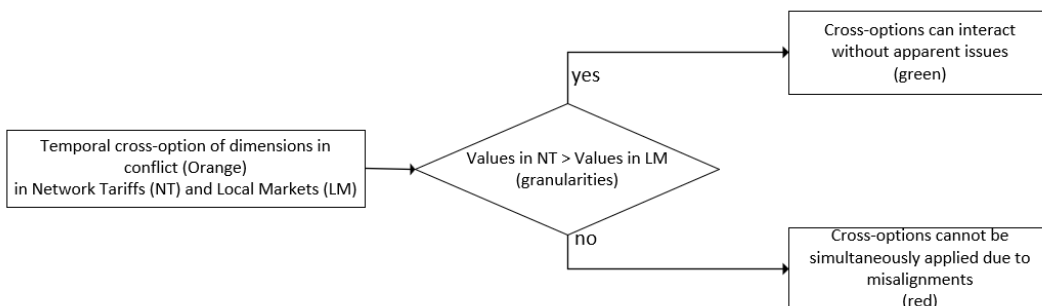 Temporal cross-option of dimensions in
conflict (Orange)
in Network Tariffs (NT) and Local Markets (LM)
Values in NT > Values in LM
(granularities)
yes
Cross-options can interact
without apparent issues
(green)
no
Cross-options cannot be
simultaneously applied due to
misalignments
(red)